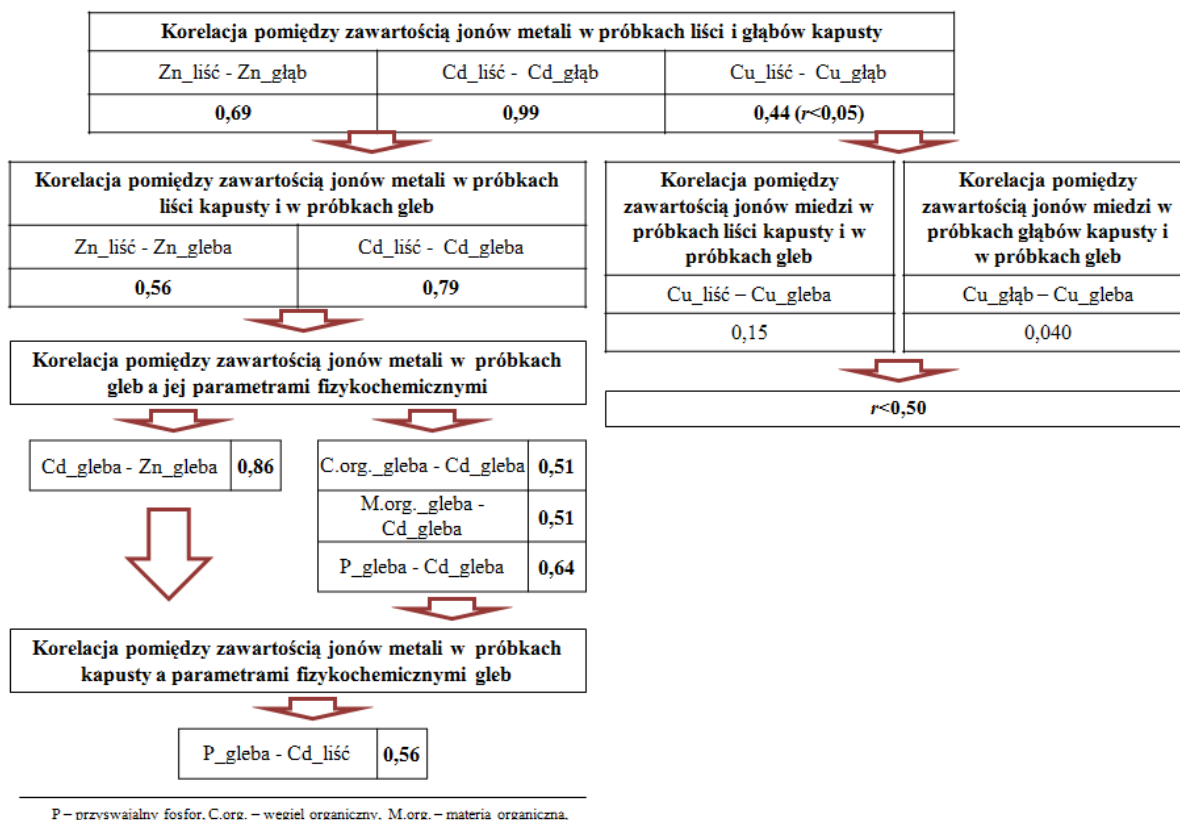 Korelacja pomiędzy zawartością jonów metali w próbkach liści i głąbów kapusty
Zn_liść - Zn_głąb
Cd_liść - Cd_głąb
Cu_liść - Cu_głąb
0,69
0,99
0,44 (r<0,05)
Korelacja pomiędzy zawartością jonów metali w próbkach
liści kapusty i w próbkach gleb
Zn_liść - Zn_gleba
Cd_liść - Cd_gleba
0,56
0,79
Korelacja pomiędzy
zawartością jonów miedzi w
próbkach liści kapusty i w
próbkach gleb
Cu_liść – Cu_gleba
0,15
Korelacja pomiędzy
zawartością jonów miedzi w
próbkach głąbów kapusty i
w próbkach gleb
Cu_głąb – Cu_gleba
0,040
r<0,50
Korelacja pomiędzy zawartością jonów metali w próbkach
gleb a jej parametrami fizykochemicznymi
Cd_gleba - Zn_gleba
0,86
C.org._gleba - Cd_gleba
0,51
M.org._gleba -
Cd_gleba
0,51
P_gleba - Cd_gleba
0,64
Korelacja pomiędzy zawartością jonów metali w próbkach
kapusty a parametrami fizykochemicznymi gleb
P_gleba - Cd_liść
0,56
P – przyswajalny fosfor, C.org. – węgiel organiczny, M.org. – materia organiczna,